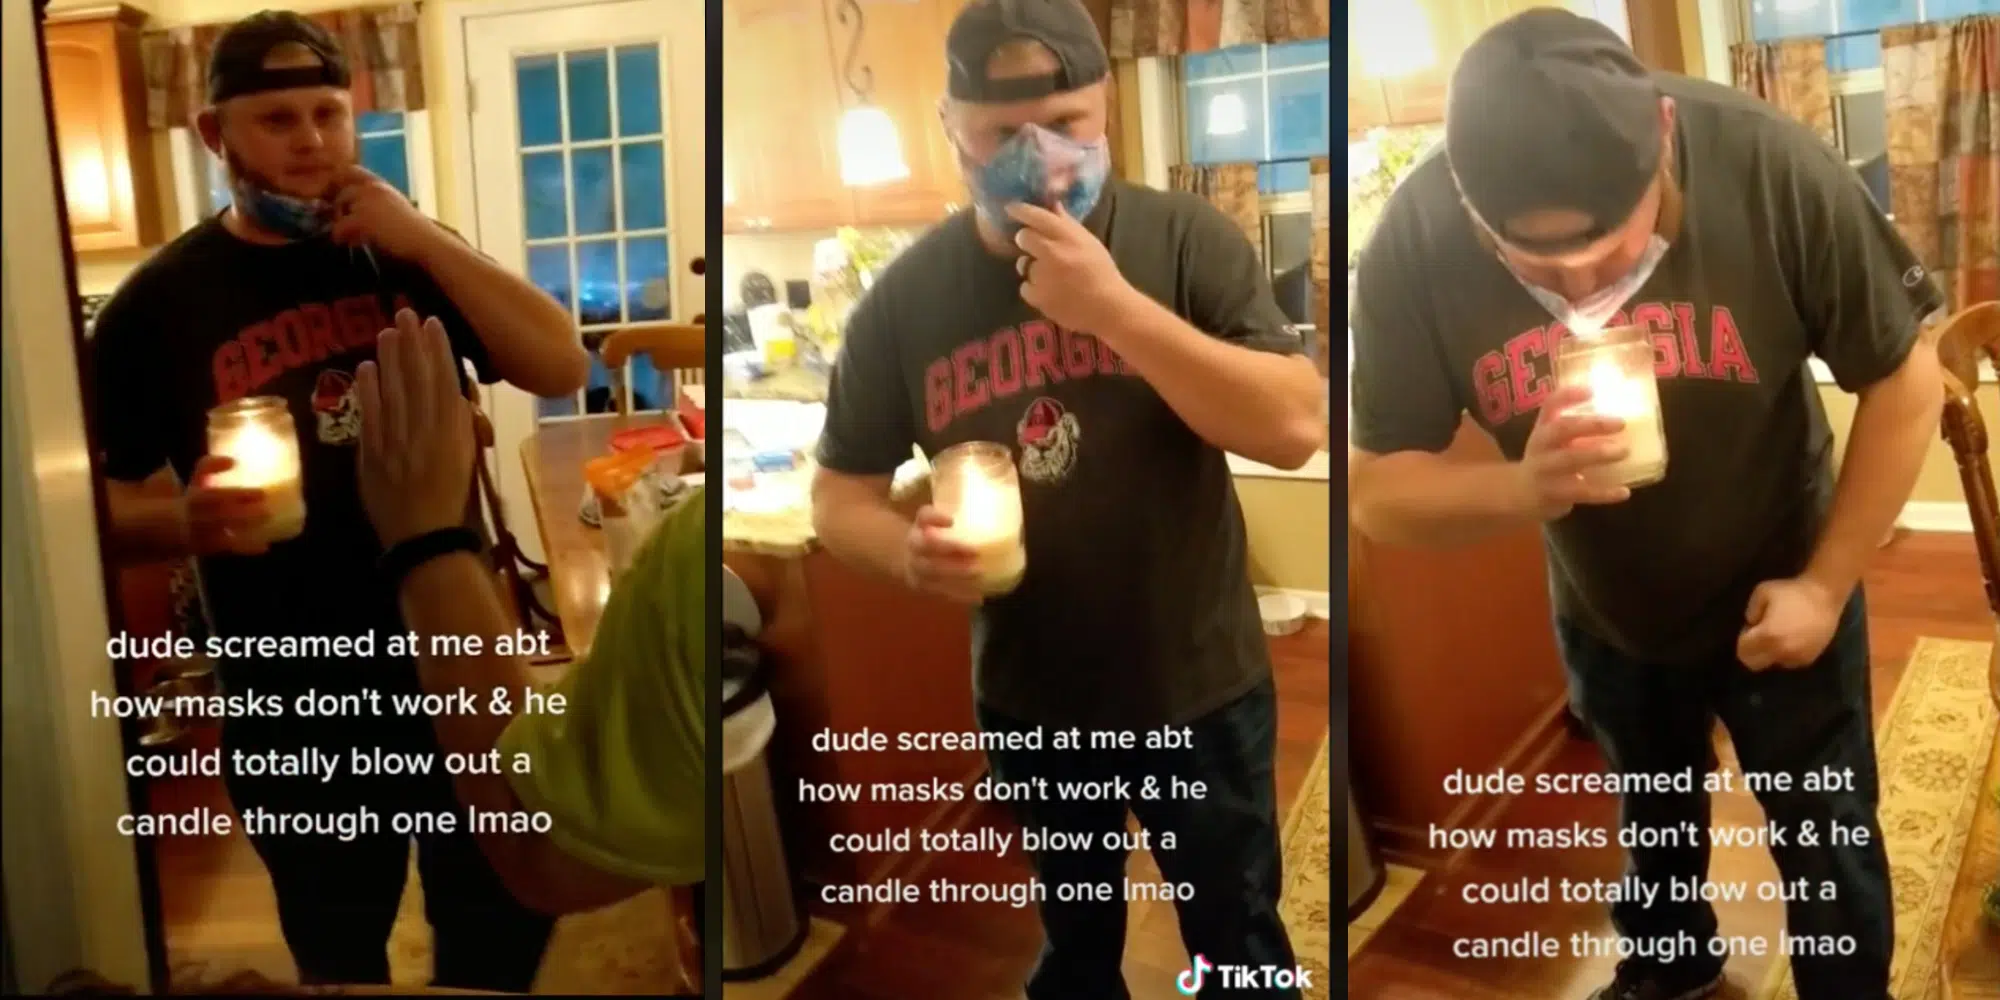 GEORGIA
dude screamed at me abt
how masks don't work & he
could totally blow out a
candle through one lmao
GEORGIA
dude screamed at me abt
how masks don't work & he
could totally blow out a
candle through one lmao
TikTok
GEORGIA
dude screamed at me abt
how masks don't work & he
could totally blow out a
candle through one lmao